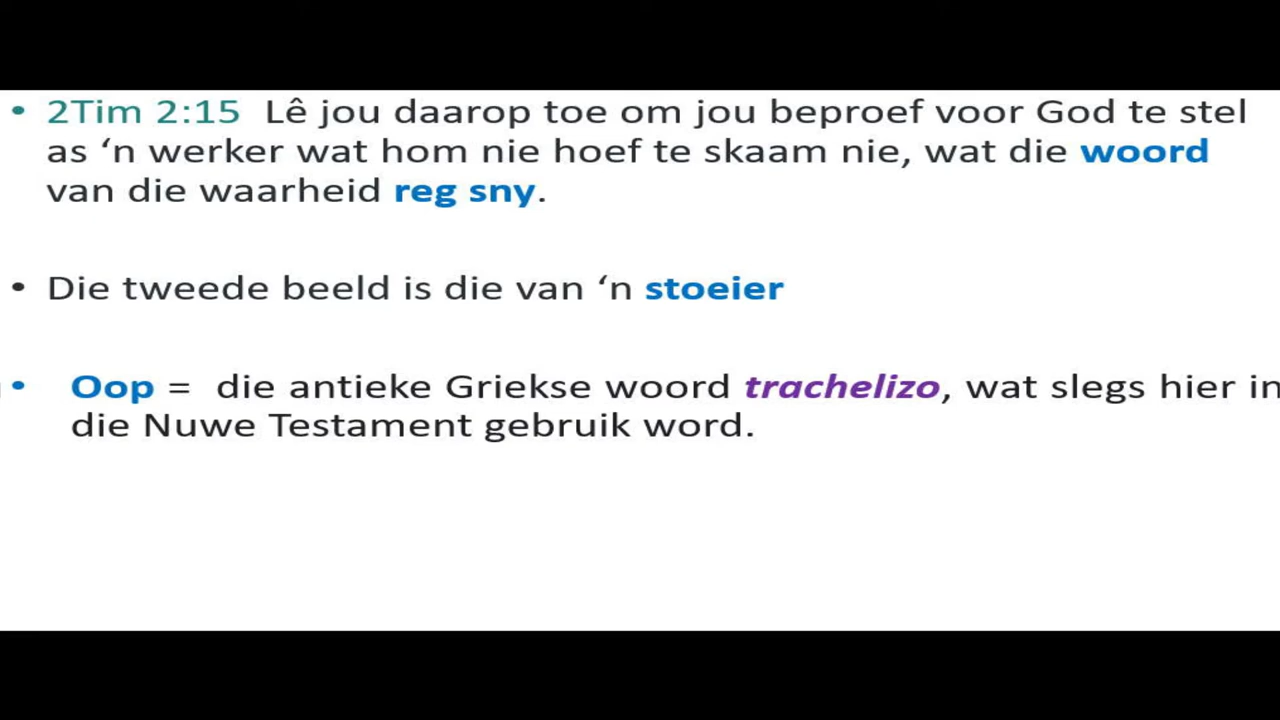 • 2Tim 2:15 Lê jou daarop toe om jou beproef voor God te stel
as ‘n werker wat hom nie hoef te skaam nie, wat die woord
van die waarheid reg sny.
• Die tweede beeld is die van ‘n stoeier
• Oop = die antieke Griekse woord trachelizo, wat slegs hier in
die Nuwe Testament gebruik word.